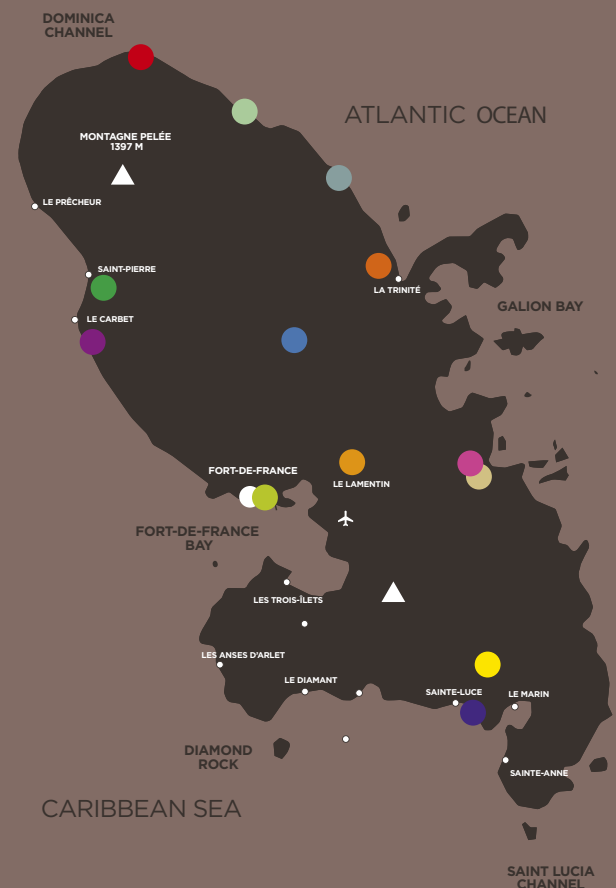 DOMINICA
CHANNEL
ATLANTIC OCEAN
MONTAGNE PELÉE
1397 M
LE PRÊCHEUR
SAINT-PIERRE
LA TRINITÉ
GALION BAY
LE CARBET
FORT-DE-FRANCE
LE LAMENTIN
FORT-DE-FRANCE
BAY
LES TROIS-ÎLETS
LES ANSES D'ARLET
LE DIAMANT
SAINTE-LUCE
LE MARIN
DIAMOND
ROCK
SAINTE-ANNE
CARIBBEAN SEA
SAINT LUCIA
CHANNEL